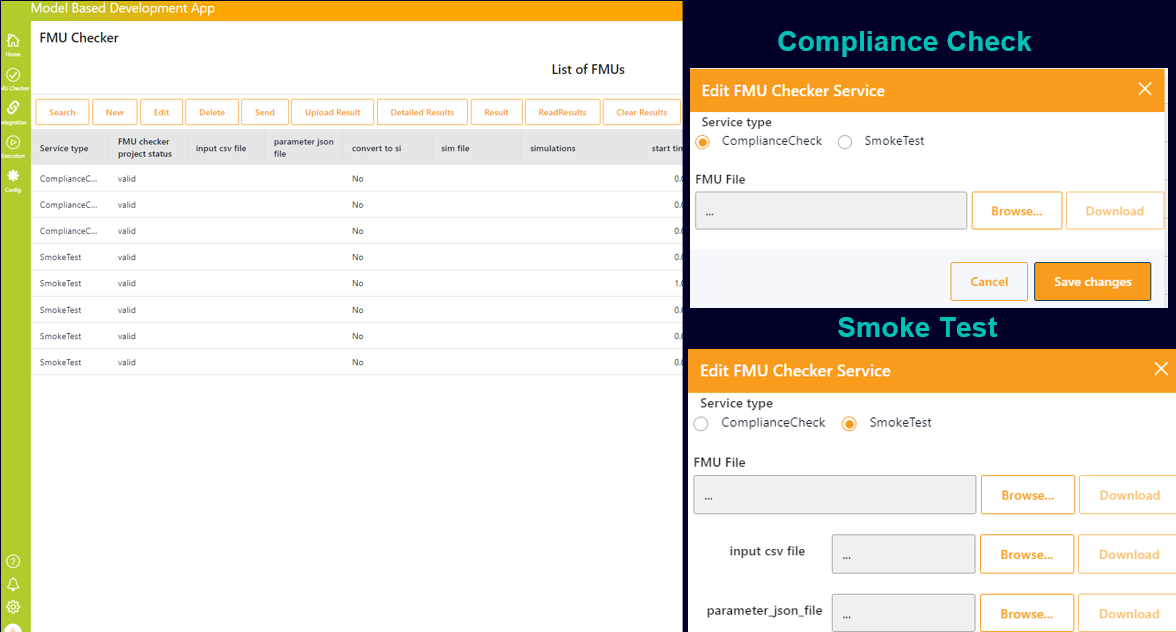 Model Based Development App
FMU Checker
List of FMUs
Home
MU Checker
ntegration
Execution
Config
Search New Edit Delete Send Upload Result Detailed Results Result ReadResults Clear Results
Service type FMU checker project status input csv file parameter json file convert to si sim file simulations start tin
ComplianceC... valid No 0.0
ComplianceC... valid No 0.0
ComplianceC... valid No 0.0
SmokeTest valid No 0.0
SmokeTest valid No 1.0
SmokeTest valid No 0.0
SmokeTest valid No 0.0
SmokeTest valid No 0.0
Compliance Check
Edit FMU Checker Service
Service type
ComplianceCheck SmokeTest
FMU File
... Browse... Download
Cancel Save changes
Smoke Test
Edit FMU Checker Service
Service type
ComplianceCheck SmokeTest
FMU File
... Browse... Download
input csv file ... Browse... Download
parameter_json_file ... Browse... Download